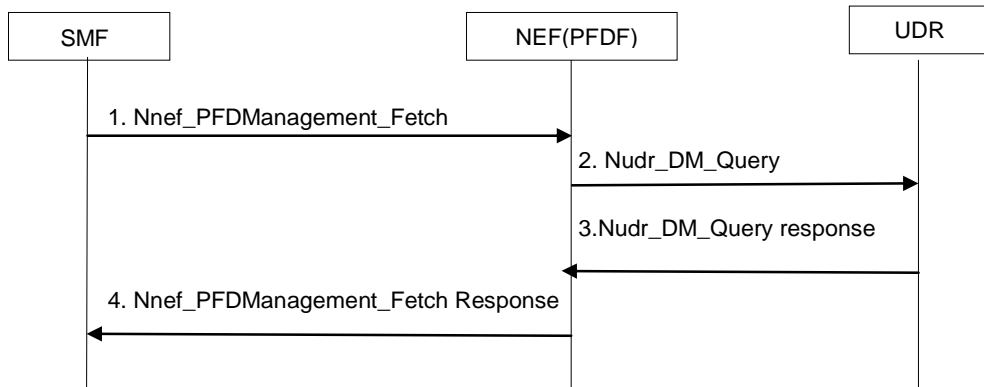 SMF
NEF(PFDF)
UDR
1. Nnef_PFDManagement_Fetch
2. Nudr_DM_Query
3.Nudr_DM_Query response
4. Nnef_PFDManagement_Fetch Response